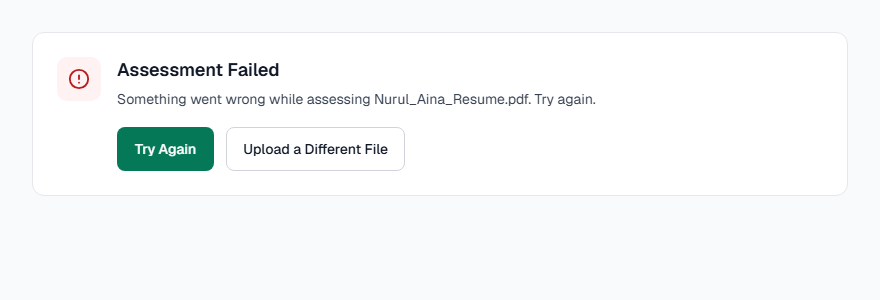 Assessment Failed
Something went wrong while assessing Nurul_Aina_Resume.pdf. Try again.
Try Again
Upload a Different File